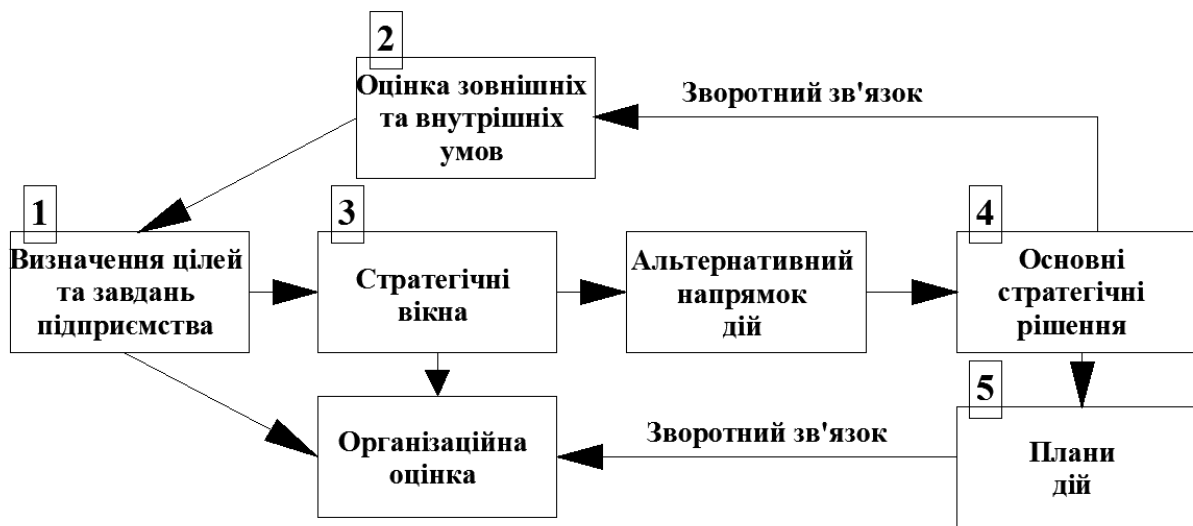 2
Оцінка зовнішніх
та внутрішніх
умов
Зворотний зв'язок
1
Визначення цілей
та завдань
підприємства
3
Стратегічні
вікна
Альтернативний
напрямок
дій
4
Основні
стратегічні
рішення
Організаційна
оцінка
Зворотний зв'язок
5
Плани
дій